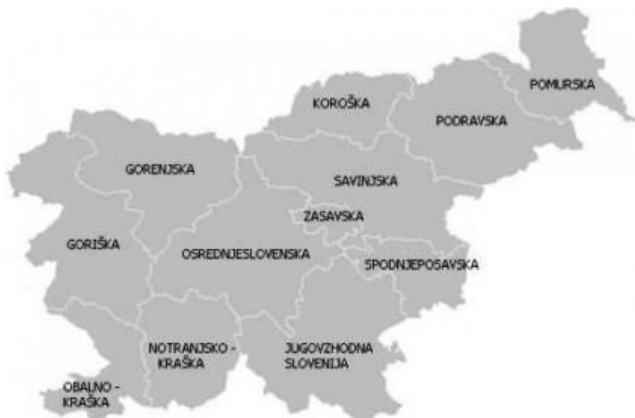 POMURSKA
KOROŠKA
PODRAVSKA
GORENJSKA
SAVINJSKA
ZASAVSKA
GORIŠKA
OSREDNJESLOVENSKA
SPODNJEPOSAVSKA
NOTRANJSKO -
KRAŠKA
JUGOVZHODNA
SLOVENIJA
OBALNO -
KRAŠKA